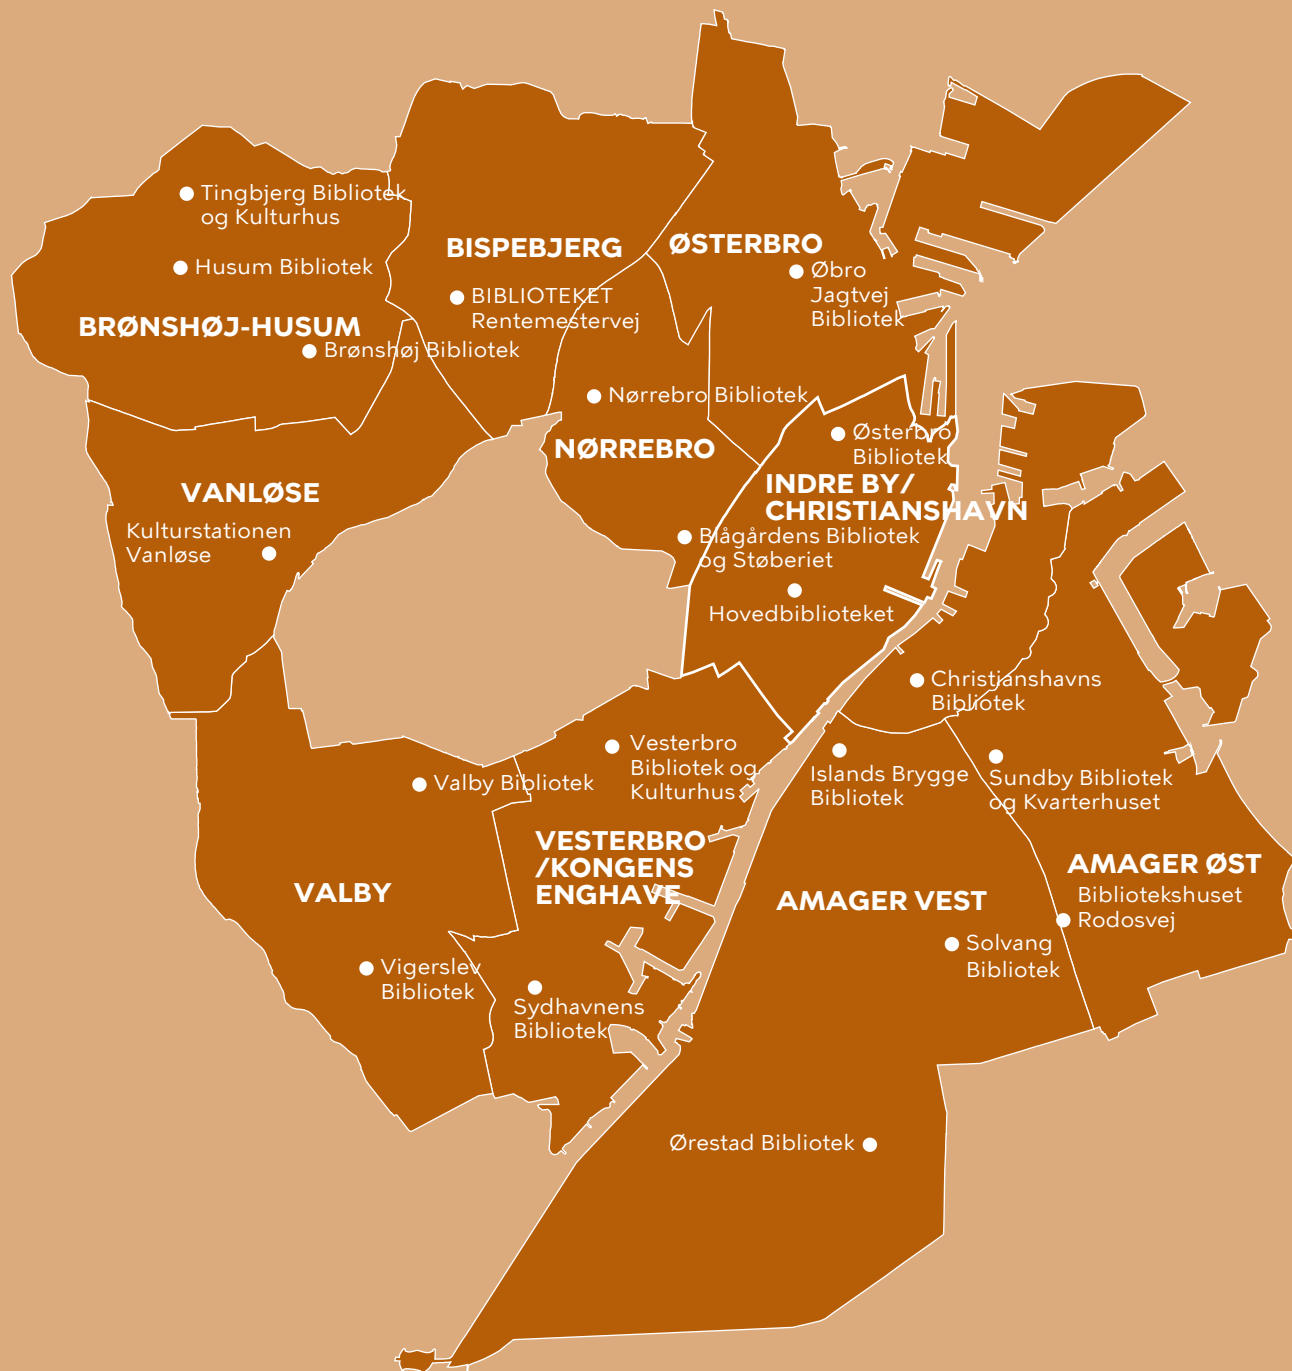 Tingbjerg Bibliotek
og Kulturhus
Husum Bibliotek
BRØNSHØJ-HUSUM
Brønshøj Bibliotek
BISPEBJERG
BIBLIOTEKET
Rentemestervej
ØSTERBRO
Øbro
Jagtvej
Bibliotek
Nørrebro Bibliotek
NØRREBRO
Østerbro
Bibliotek
INDRE BY/
CHRISTIANSHAVN
Blågårdens Bibliotek
og Støberiet
Hovedbiblioteket
VANLØSE
Kulturstationen
Vanløse
Christianshavns
Bibliotek
Vesterbro
Bibliotek og
Kulturhus
Valby Bibliotek
Islands Brygge
Bibliotek
Sundby Bibliotek
og Kvarterhuset
VESTERBRO
/KONGENS
ENGHAVE
VALBY
AMAGER VEST
AMAGER ØST
Bibliotekshuset
Rodosvej
Solvang
Bibliotek
Vigerslev
Bibliotek
Sydhavnens
Bibliotek
Ørestad Bibliotek